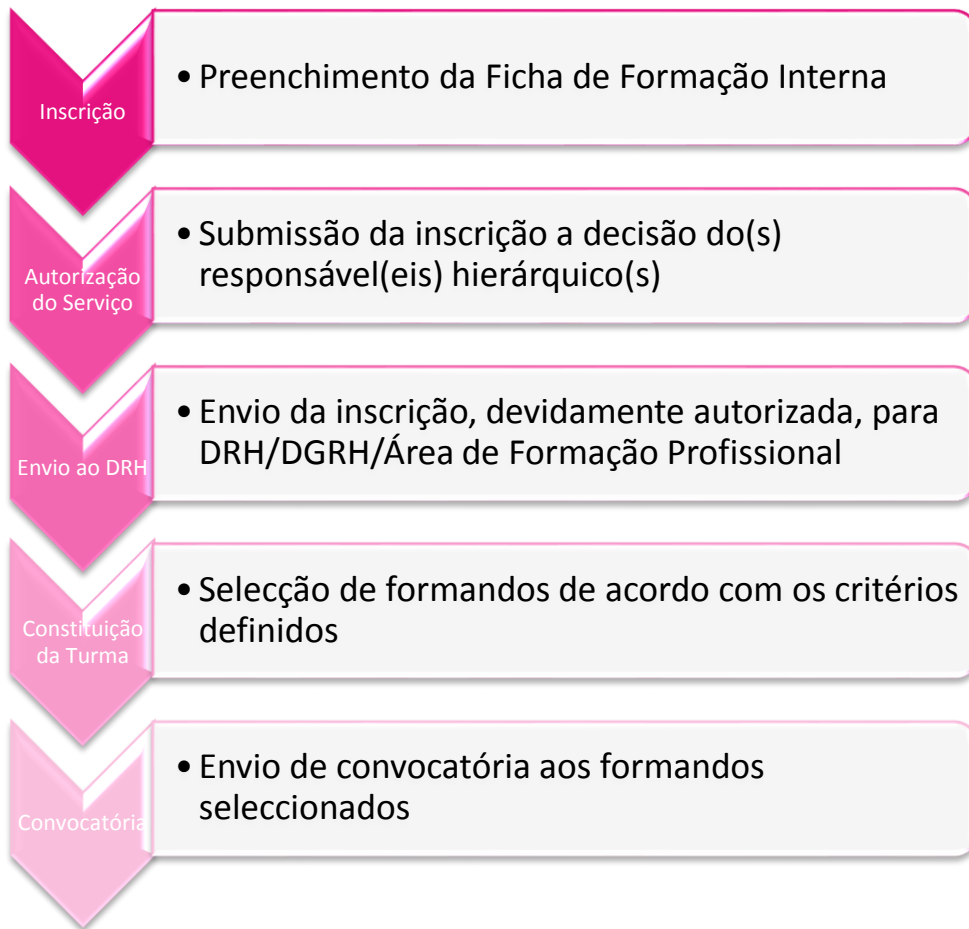 Inscrição
• Preenchimento da Ficha de Formação Interna
Autorização
do Serviço
• Submissão da inscrição a decisão do(s)
responsável(eis) hierárquico(s)
Envio ao DRH
• Envio da inscrição, devidamente autorizada, para
DRH/DGRH/Área de Formação Profissional
Constituição
da Turma
• Selecção de formandos de acordo com os critérios
definidos
Convocatória
• Envio de convocatória aos formandos
seleccionados